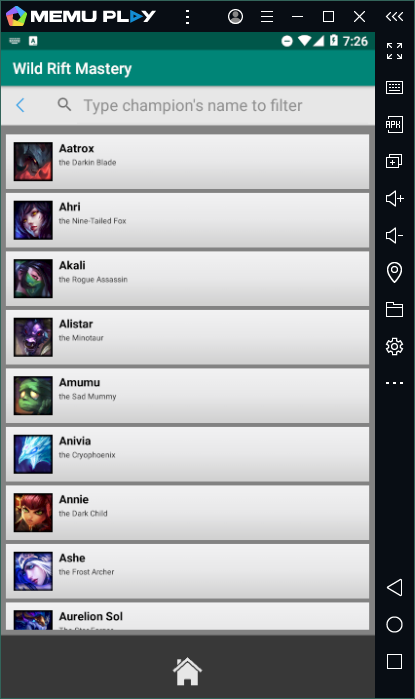 MEMU PLAY
A
7:26
Wild Rift Mastery
Type champion's name to filter
Aatrox
the Darkin Blade
Ahri
the Nine-Tailed Fox
Akali
the Rogue Assassin
Alistar
the Minotaur
Amumu
the Sad Mummy
Anivia
the Cryophoenix
Annie
the Dark Child
Ashe
the Frost Archer
Aurelion Sol
APK